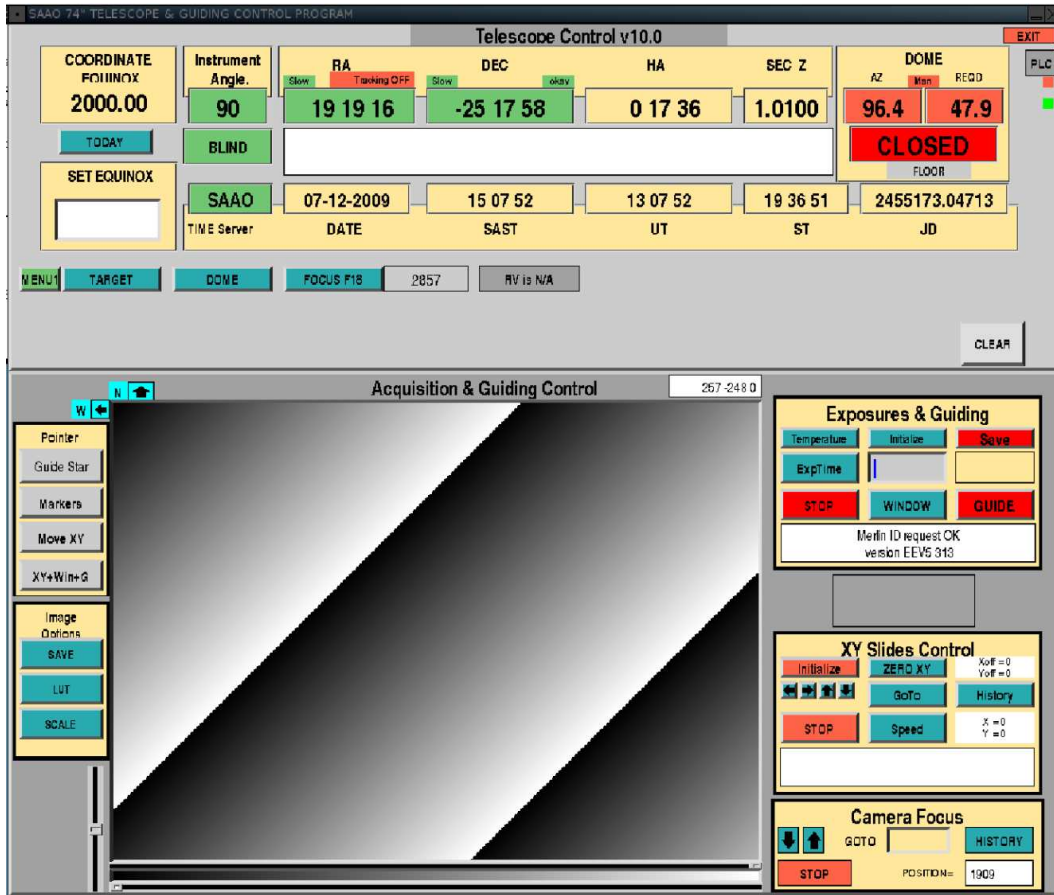 SAAO 74" TELESCOPE & GUIDING CONTROL PROGRAM
Telescope Control v10.0
EXIT
PLC
COORDINATE
EQUINOX
2000.00
TODAY
SET EQUINOX
Instrument
Angle.
90
BLIND
RA
Slow Tracking OFF
19 19 16
DEC
Slow okay
-25 17 58
HA
0 17 36
SEC Z
1.0100
DOME
AZ Man REQD
96.4 47.9
CLOSED
FLOOR
SAAO 07-12-2009 15 07 52 13 07 52 19 36 51 2455173.04713
TIME Server DATE SAST UT ST JD
MENU1 TARGET DOME FOCUS F18 2857 RV is N/A
CLEAR
N
W
Acquisition & Guiding Control
257 -248 0
Pointer
Guide Star
Markers
Move XY
XY+Win+G
Image
Options
SAVE
LUT
SCALE
Exposures & Guiding
Temperature Initialize Save
ExpTime
STOP WINDOW GUIDE
Merlin ID request OK
version EEV5 313
XY Slides Control
Initialize ZERO XY Xoff =0
Yoff =0
GoTo History
STOP Speed X =0
Y =0
Camera Focus
GOTO HISTORY
STOP POSITION= 1909